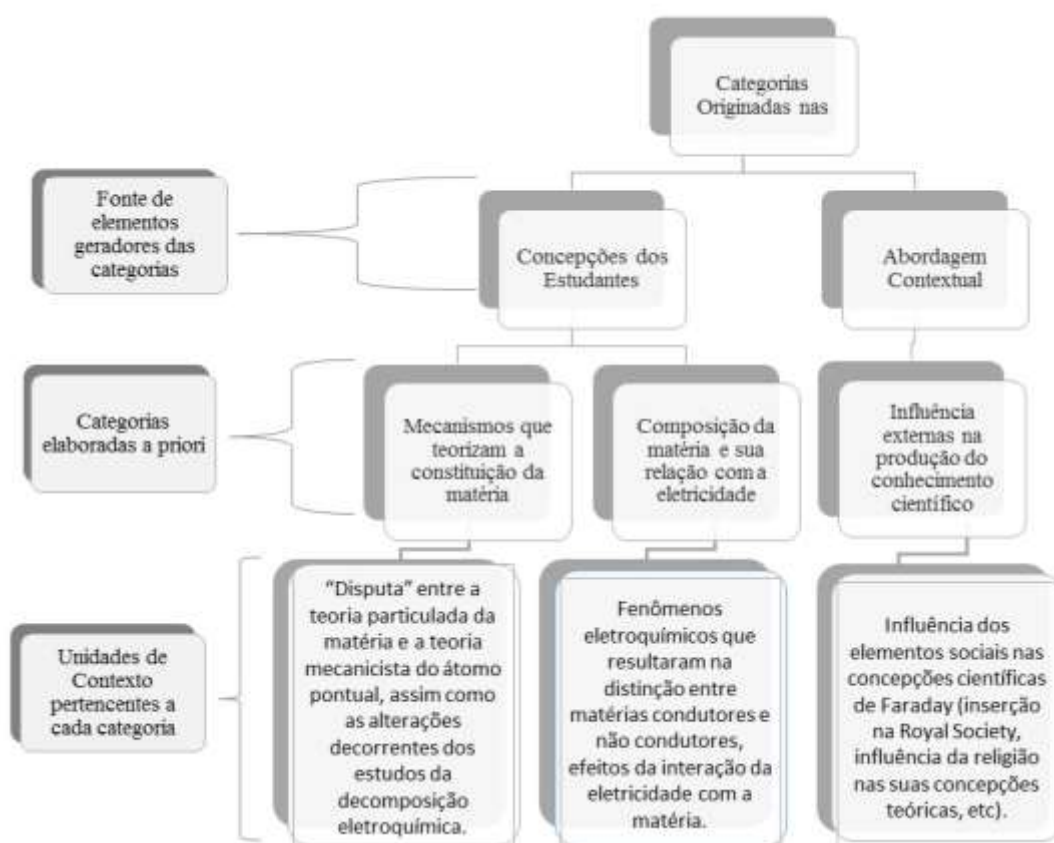 Categorias
Originadas nas
Fonte de
elementos
geradores das
categorias
Concepções dos
Estudantes
Abordagem
Contextual
Categorias
elaboradas a priori
Mecanismos que
teorizam a
constituição da
matéria
Composição da
matéria e sua
relação com a
eletricidade
Influência
externas na
produção do
conhecimento
científico
Unidades de
Contexto
pertencentes a
cada categoria
“Disputa” entre a
teoria particulada da
matéria e a teoria
mecanicista do átomo
pontual, assim como
as alterações
decorrentes dos
estudos da
decomposição
eletroquímica.
Fenômenos
eletroquímicos que
resultaram na
distinção entre
matérias condutores e
não condutores,
efeitos da interação da
eletricidade com a
matéria.
Influência dos
elementos sociais nas
concepções científicas
de Faraday (inserção
na Royal Society,
influência da religião
nas suas concepções
teóricas, etc).